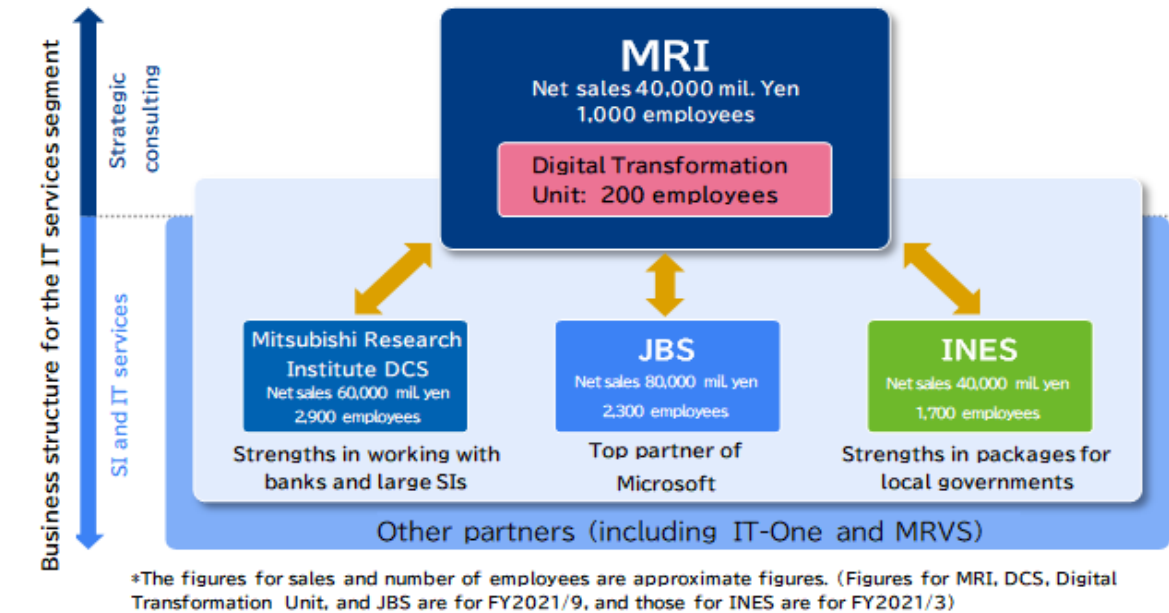 Business structure for the IT services segment
Strategic
consulting
SI and IT services
MRI
Net sales 40,000 mil. Yen
1,000 employees
Digital Transformation
Unit: 200 employees
Mitsubishi Research
Institute DCS
Net sales 60,000 mil. yen
2,900 employees
Strengths in working with
banks and large SIs
JBS
Net sales 80,000 mil. yen
2,300 employees
Top partner of
Microsoft
INES
Net sales 40,000 mil. yen
1,700 employees
Strengths in packages for
local governments
Other partners (including IT-One and MRVS)
*The figures for sales and number of employees are approximate figures. (Figures for MRI, DCS, Digital
Transformation Unit, and JBS are for FY2021/9, and those for INES are for FY2021/3)